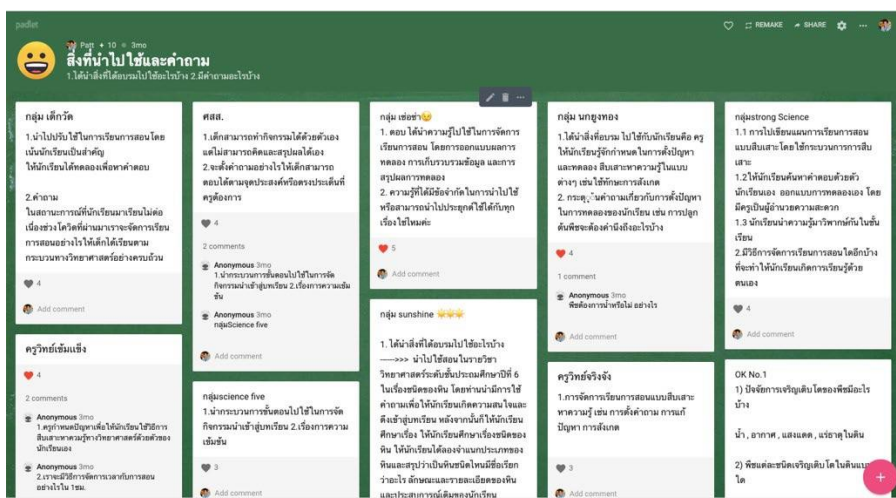 padlet
REMAKE
SHARE
Patt + 10 • 3mo
สิ่งที่นำไปใช้และคำถาม
1.ได้นำสิ่งที่ได้อบรมไปใช้อะไรบ้าง 2.มีคำถามอะไรบ้าง
กลุ่ม เด็กวัด
1.นำไปปรับใช้ในการเรียนการสอนโดย
เน้นนักเรียนเป็นสำคัญ
ให้นักเรียนได้ทดลองเพื่อหาคำตอบ
2.คำถาม
ในสถานะการณ์ที่นักเรียนมาเรียนไม่ต่อ
เนื่องช่วงโควิดที่ผ่านมาเราจะจัดการเรียน
การสอนอย่างไรให้เด็กได้เรียนตาม
กระบวนทางวิทยาศาสตร์อย่างครบถ้วน
4
Add comment
ครูวิทย์เข้มแข็ง
4
2 comments
Anonymous 3mo
1.ครูกำหนดปัญหาเพื่อให้นักเรียนใช้วิธีการ
สืบเสาะหาควมรู้ทางวิทยาศาสตร์ด้วยตัวของ
นักเรียนเอง
Anonymous 3mo
2.เราจะมีวิธีการจัดการเวลากับการสอน
อย่างไรใน 1ชม.
ศสส.
1.เด็กสามารถทำกิจกรรมได้ด้วยตัวเอง
แต่ไม่สามารถคิดและสรุปผลได้เอง
2.จะตั้งคำถามอย่างไรให้เด็กสามารถ
ตอบได้ตามจุดประสงค์หรือตรงประเด็นที่
ครูต้องการ
4
2 comments
Anonymous 3mo
1.นำกระบวนการขั้นตอนไปใช้ในการจัด
กิจกรรมนำเข้าสู่บทเรียน 2.เรื่องการความเข้ม
ข้น
Anonymous 3mo
กลุ่มScience five
Add comment
กลุ่มscience five
1.นำกระบวนการขั้นตอนไปใช้ในการจัด
กิจกรรมนำเข้าสู่บทเรียน 2.เรื่องการความ
เข้มข้น
3
Add comment
กลุ่ม เซ่อซ่า😉
1. ตอบ ได้นำความรู้ไปใช้ในการจัดการ
เรียนการสอน โดยการออกแบบผลการ
ทดลอง การเก็บรวบรวมข้อมูล และการ
สรุปผลการทดลอง
2. ความรู้ที่ได้มีข้อจำกัดในการนำไปใช้
หรือสามารถนำไปประยุกต์ใช้ได้กับทุก
เรื่องใช่ไหมค่ะ
5
Add comment
กลุ่ม sunshine
1. ได้นำสิ่งที่ได้อบรมไปใช้อะไรบ้าง
----->>> นำไปใช้สอนในรายวิชา
วิทยาศาสตร์ระดับชั้นประถมศึกษาปีที่ 6
ในเรื่องชนิดของหิน โดยท่านนำมีการใช้
คำถามเพื่อให้นักเรียนเกิดความสนใจและ
ดึงเข้าสู่บทเรียน หลังจากนั้นก็ให้นักเรียน
ศึกษาเรื่อง ให้นักเรียนศึกษาเรื่องชนิดของ
หิน ให้นักเรียนได้ลองจำแนกประเภทของ
หินและสรุปว่าเป็นหินชนิดไหนมีชื่อเรียก
ว่าอะไร ลักษณะและรายละเอียดของหิน
และประสบการณ์เดิมของนักเรียน
กลุ่ม นกยูงทอง
1.ได้นำสิ่งที่อบรม ไปใช้กับนักเรียนคือ ครู
ให้นักเรียนรู้จักกำหนดในการตั้งปัญหา
และทดลอง สืบเสาะหาความรู้ในแบบ
ต่างๆ เช่นใช้ทักษะการสังเกต
2. กระตุ้นคำถามเกี่ยวกับการตั้งปัญหา
ในการทดลองของนักเรียน เช่น การปลูก
ต้นพืชจะต้องคำนึงถึงอะไรบ้าง
4
1 comment
Anonymous 3mo
พืชต้องการน้ำหรือไม่ อย่างไร
Add comment
ครูวิทย์จริงจัง
1.การจัดการเรียนการสอนแบบสืบเสาะ
หาความรู้ เช่น การตั้งคำถาม การแก้
ปัญหา การสังเกต
3
Add comment
กลุ่มstrong Science
1.1 การไปเขียนแผนการเรียนการสอน
แบบสืบเสาะโดยใช้กระบวนการการสืบ
เสาะ
1.2ให้นักเรียนค้นหาคำตอบด้วยตัว
นักเรียนเอง ออกแบบการทดลองเอง โดย
มีครูเป็นผู้อำนวยความสะดวก
1.3 นักเรียนนำความรู้มาวิพากษ์กันในชั้น
เรียน
2.มีวิธีการจัดการเรียนการสอนใดอีกบ้าง
ที่จะทำให้นักเรียนเกิดการเรียนรู้ด้วย
ตนเอง
4
Add comment
OK No.1
1) ปัจจัยการเจริญเติบโตของพืชมีอะไร
บ้าง
น้ำ , อากาศ , แสงแดด , แร่ธาตุในดิน
2) พืชแต่ละชนิดเจริญเติบโตในดินแบบ
ใด